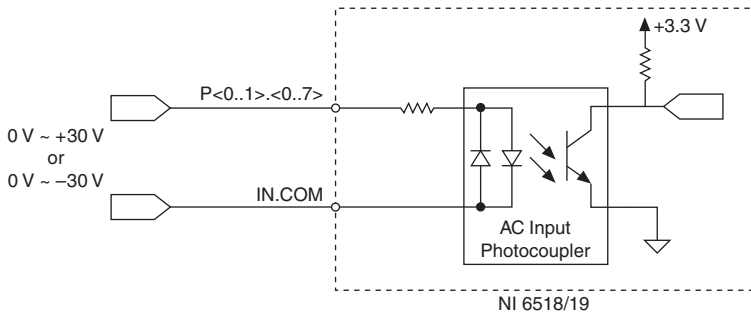 +3.3 V
P<0..1>.<0..7>
0 V ~ +30 V
or
0 V ~ –30 V
IN.COM
AC Input
Photocoupler
NI 6518/19